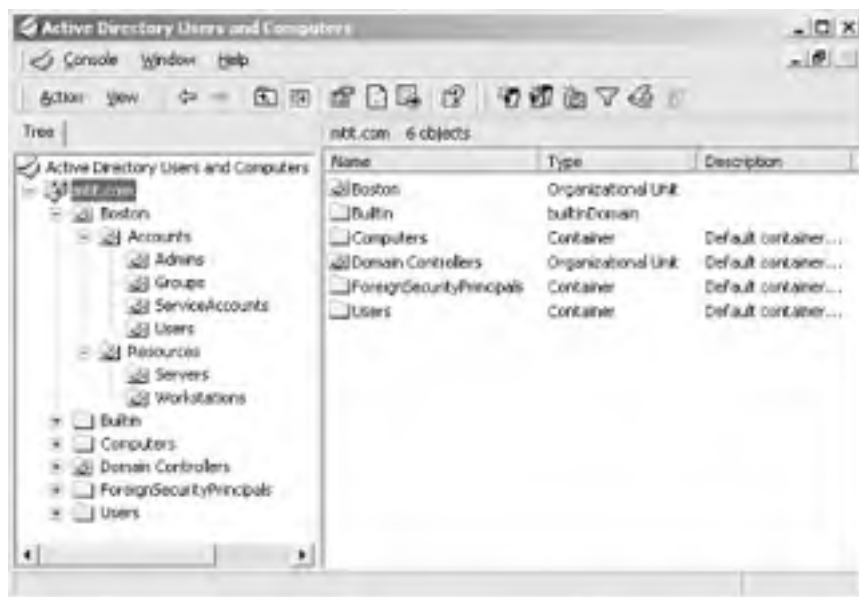 Active Directory Users and Computers
Console Window Help
Action View
Tree
mtt.com 6 objects
Active Directory Users and Computers
mtt.com
Boston
Accounts
Admins
Groups
ServiceAccounts
Users
Resources
Servers
Workstations
Builtin
Computers
Domain Controllers
ForeignSecurityPrincipals
Users
Name Type Description
Boston Organizational Unit
Builtin builtinDomain
Computers Container Default container...
Domain Controllers Organizational Unit Default container...
ForeignSecurityPrincipals Container Default container...
Users Container Default container...